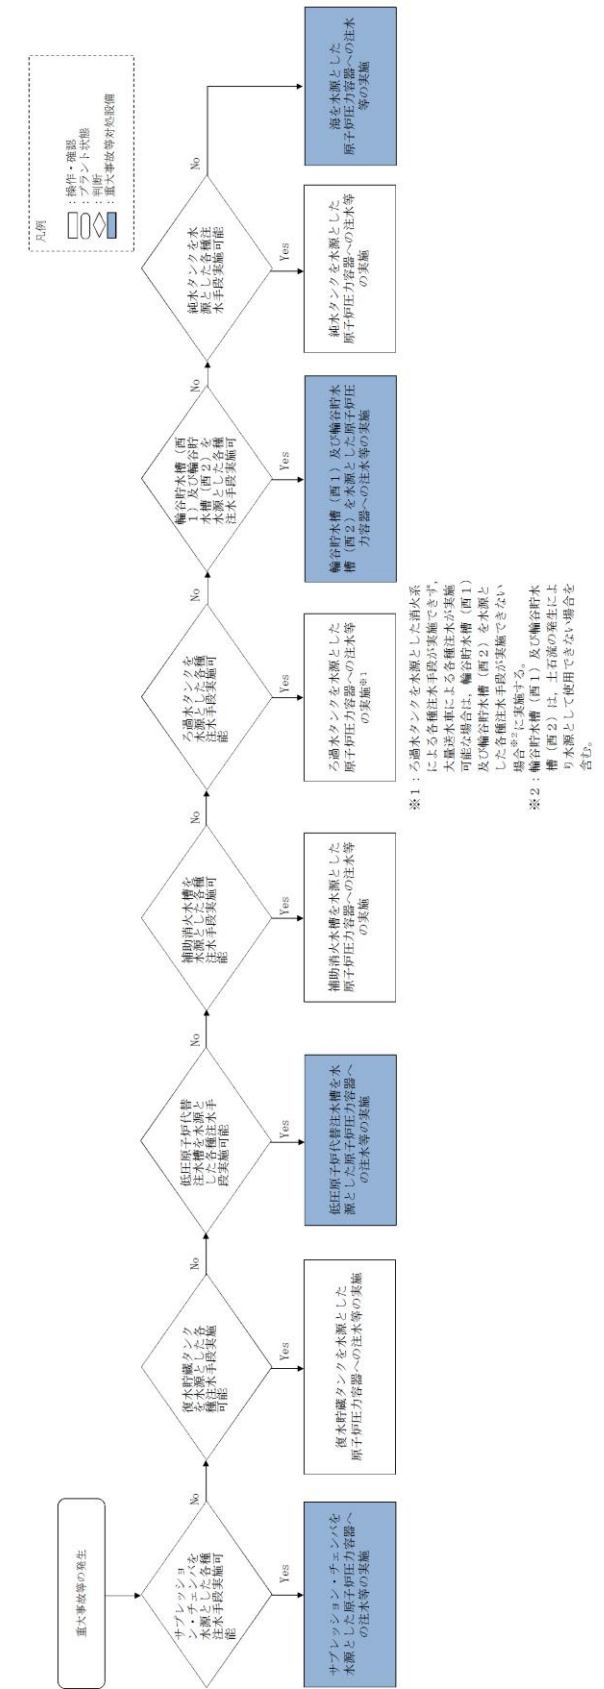 重大事故等の発生
サプレッショ
ン・チェンバを
水源とした各種
注水手段実施可
能
No
Yes
サプレッション・チェンバを
水源とした原子炉圧力容器へ
の注水等の実施
復水貯蔵タンク
を水源とした各
種注水手段実施
可能
No
Yes
復水貯蔵タンクを水源とした
原子炉圧力容器への注水等の実施
低圧原子炉代替
注水槽を水源と
した各種注水手
段実施可能
No
Yes
低圧原子炉代替注水槽を水
源とした原子炉圧力容器へ
の注水等の実施
補助消火水槽を
水源とした各種
注水手段実施可
能
No
Yes
補助消火水槽を水源とした
原子炉圧力容器への注水等
の実施
ろ過水タンクを
水源とした各種
注水手段実施可
能
No
Yes
ろ過水タンクを水源とした
原子炉圧力容器への注水等
の実施※1
輪谷貯水槽（西
1）及び輪谷貯
水槽（西2）を
水源とした各種
注水手段実施可
能
No
Yes
輪谷貯水槽（西1）及び輪谷貯水
槽（西2）を水源とした原子炉圧
力容器への注水等の実施
純水タンクを水
源とした各種注
水手段実施可能
No
Yes
純水タンクを水源とした
原子炉圧力容器への注水等
の実施
海を水源とした
原子炉圧力容器への注水
等の実施
凡例
：操作・確認
：プラント状態
：判断
：重大事故等対処設備
※1：ろ過水タンクを水源とした消火系
による各種注水手段が実施できず，
大量送水車による各種注水が実施
可能な場合は，輪谷貯水槽（西1）
及び輪谷貯水槽（西2）を水源と
した各種注水手段が実施できない
場合※2に実施する。
※2：輪谷貯水槽（西1）及び輪谷貯水
槽（西2）は，土石流の発生によ
り水源として使用できない場合を
含む。